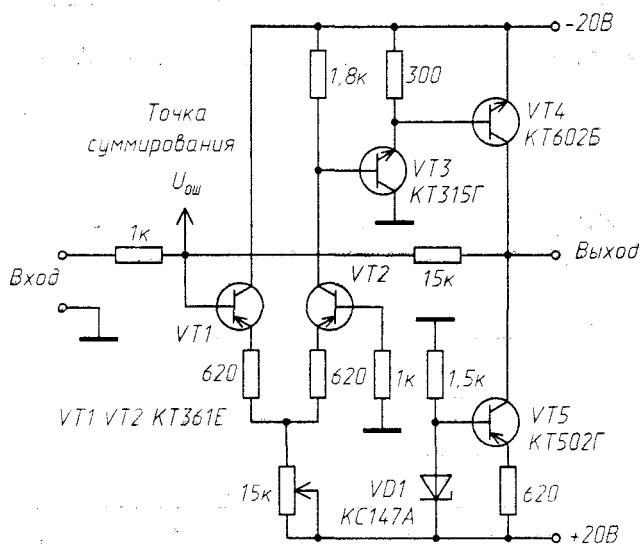 -20В
1,8к
300
VT4
КТ602Б
Точка
суммирования
Uош
VT3
КТ315Г
1к
15к
Выход
Вход
VT1
VT2
620
620
1к
1,5к
VT5
КТ502Г
VT1 VT2 КТ361Е
15к
VD1
КС147А
620
+20В